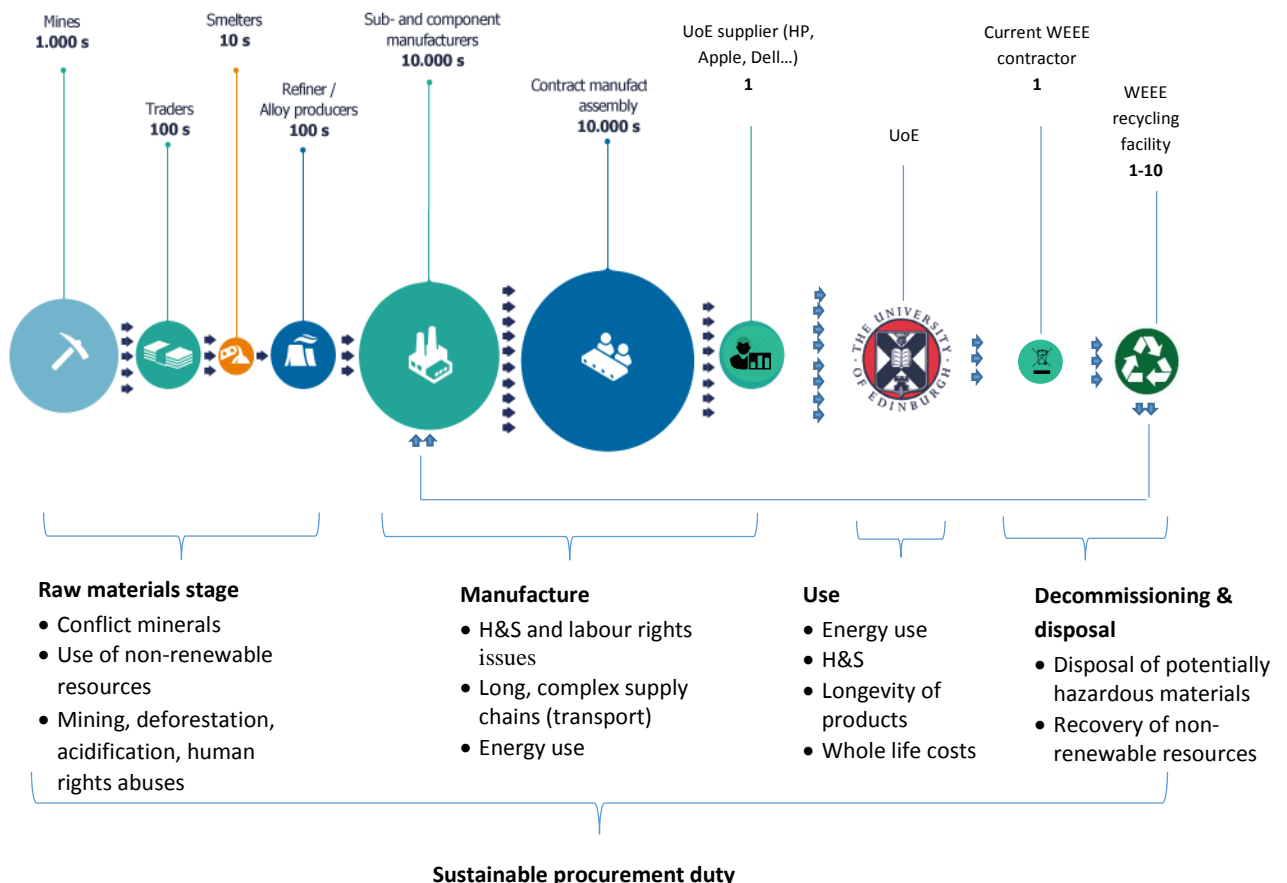 Mines
1.000 s
Smelters
10 s
Sub- and component
manufacturers
10.000 s
UoE supplier (HP,
Apple, Dell...)
1
Current WEEE
contractor
1
Traders
100 s
Refiner /
Alloy producers
100 s
Contract manufact
assembly
10.000 s
UoE
WEEE
recycling
facility
1-10
THE UNIVERSITY
OF EDINBURGH
Raw materials stage
• Conflict minerals
• Use of non-renewable
resources
• Mining, deforestation,
acidification, human
rights abuses
Manufacture
• H&S and labour rights
issues
• Long, complex supply
chains (transport)
• Energy use
Use
• Energy use
• H&S
• Longevity of
products
• Whole life costs
Decommissioning &
disposal
• Disposal of potentially
hazardous materials
• Recovery of non-
renewable resources
Sustainable procurement duty